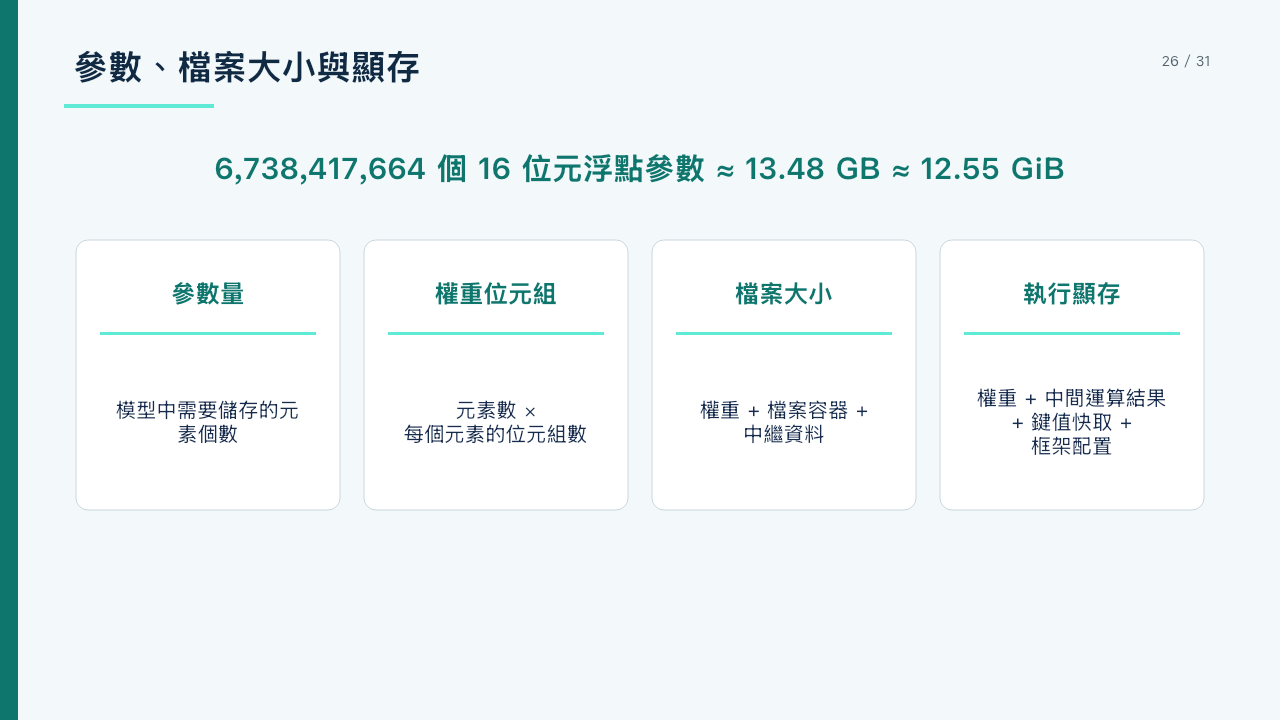 參數、檔案大小與顯存
26 / 31
6,738,417,664 個 16 位元浮點參數 ≈ 13.48 GB ≈ 12.55 GiB
參數量
模型中需要儲存的元
素個數
權重位元組
元素數 ×
每個元素的位元組數
檔案大小
權重 + 檔案容器 +
中繼資料
執行顯存
權重 + 中間運算結果
+ 鍵值快取 +
框架配置